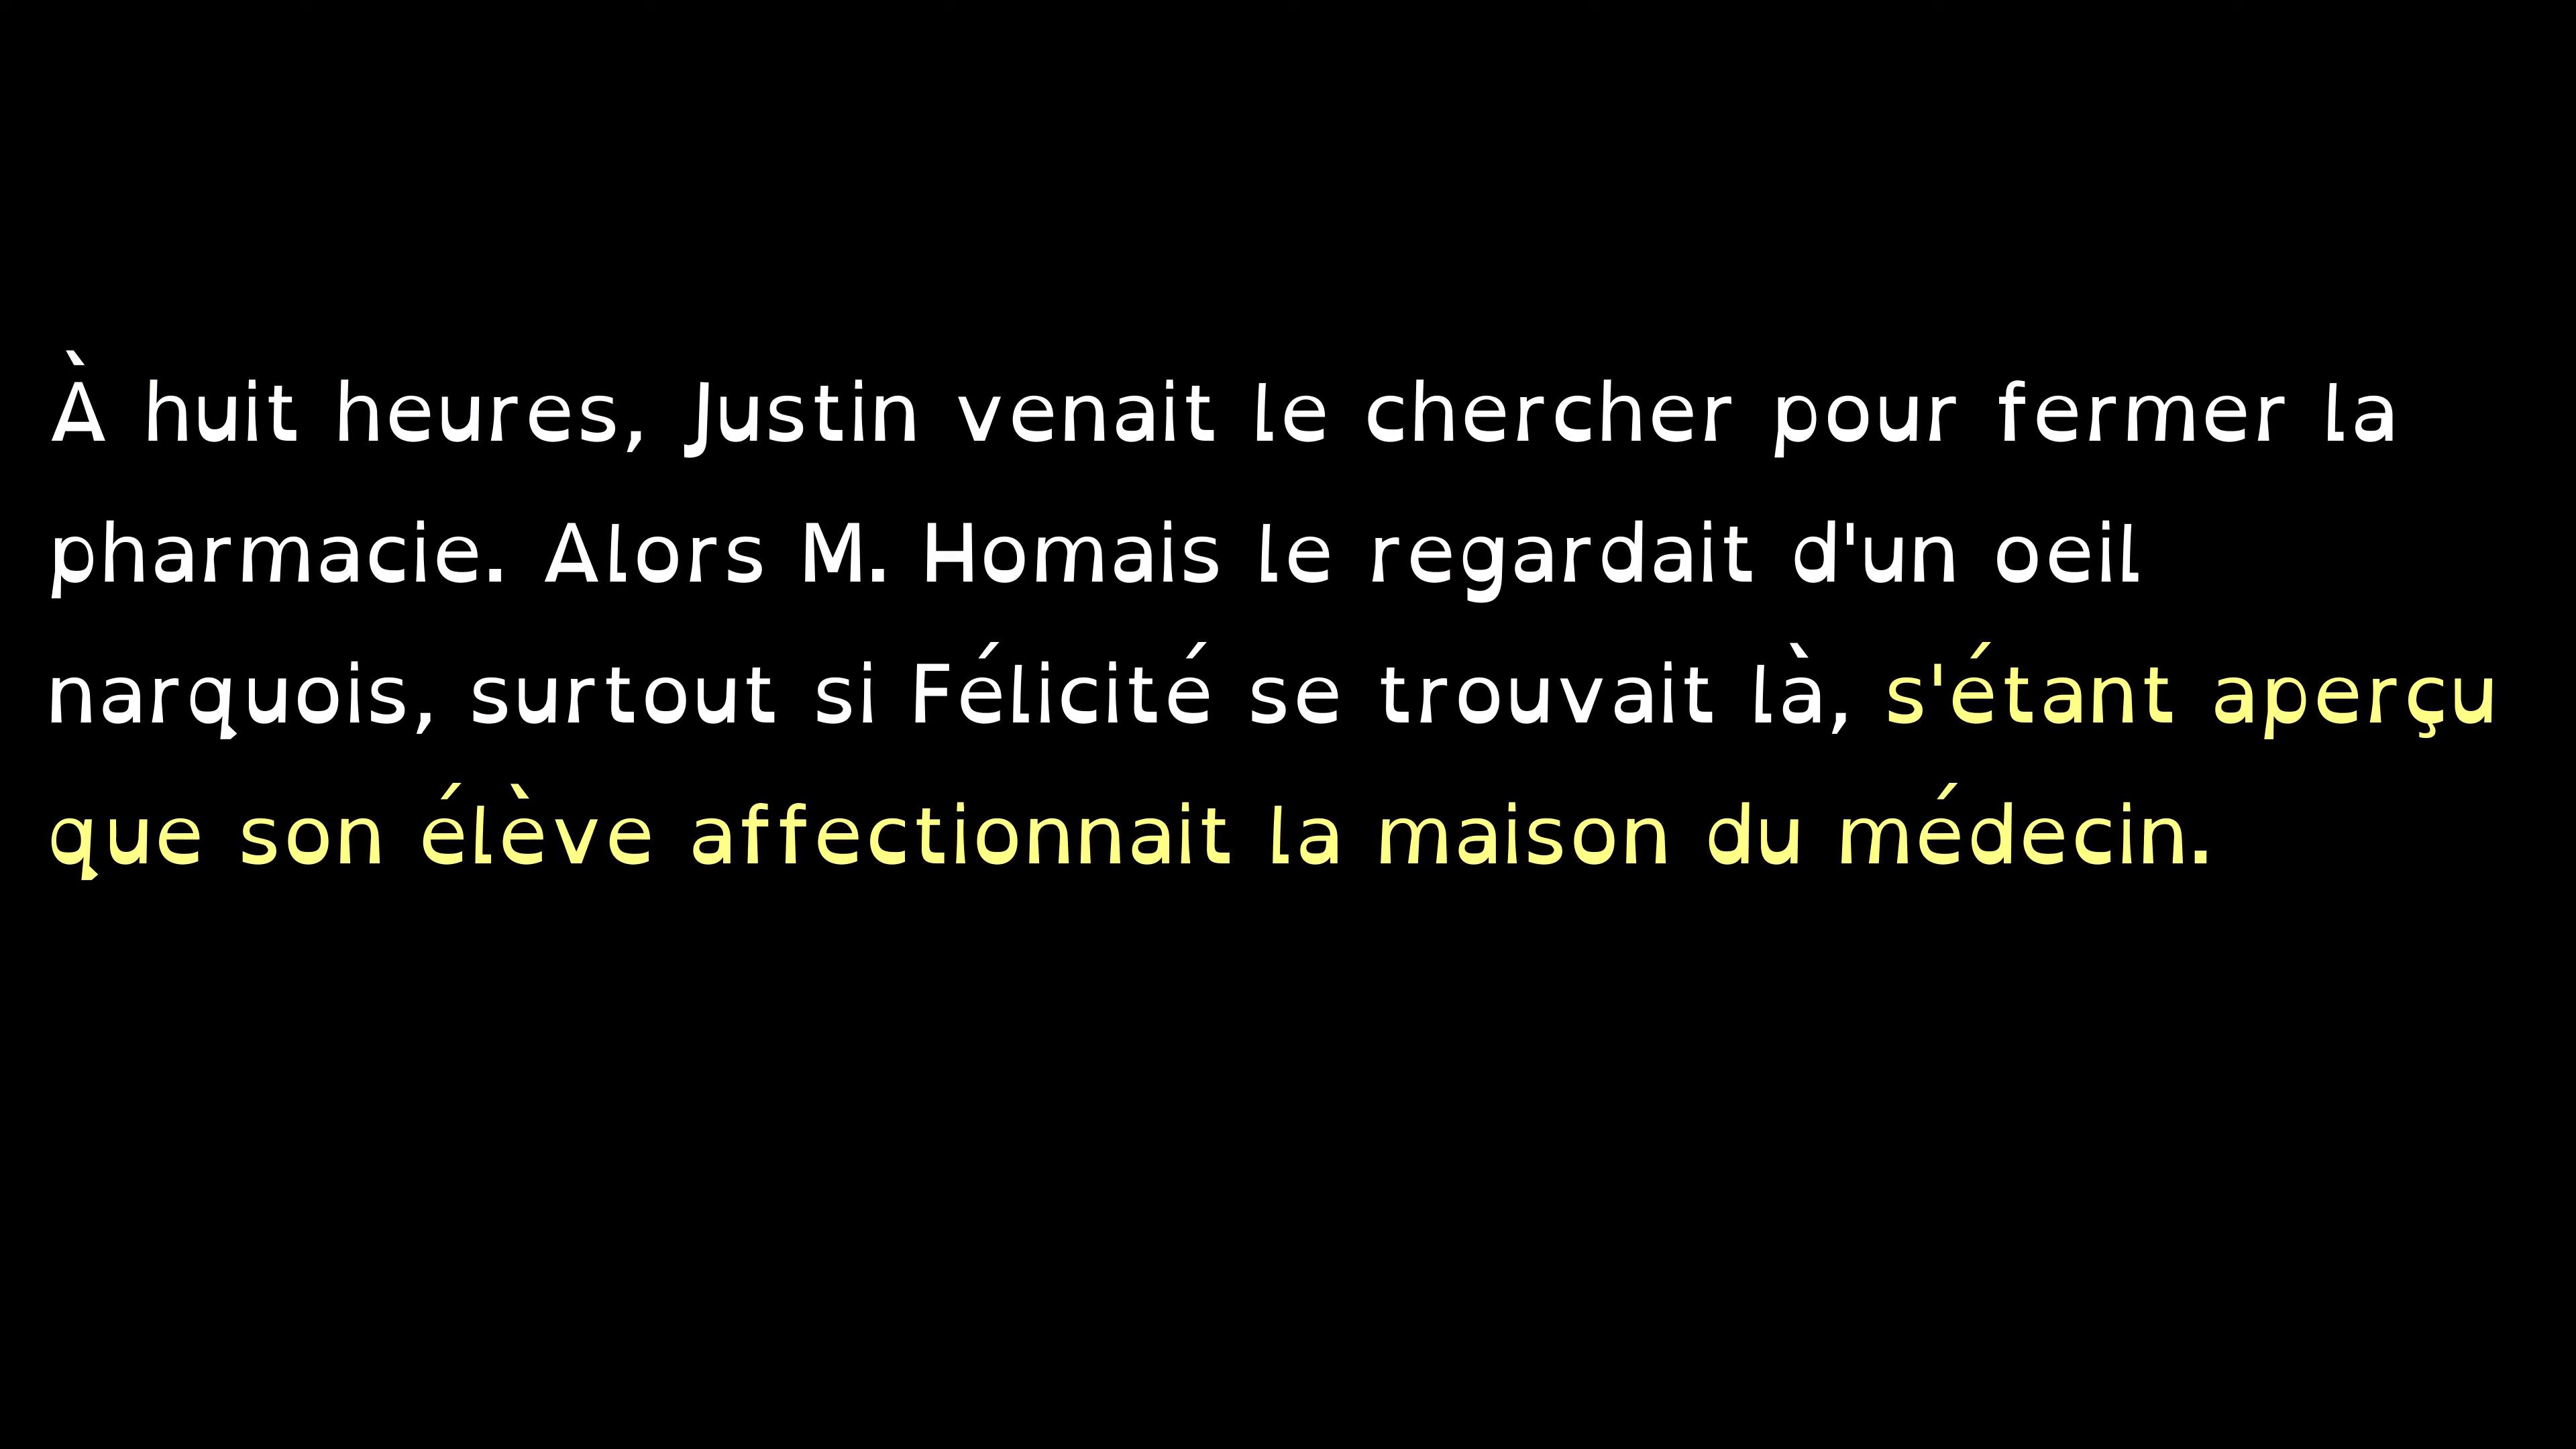 À huit heures, Justin venait le chercher pour fermer la
pharmacie. Alors M. Homais le regardait d'un oeil
narquois, surtout si Félicité se trouvait là, s'étant aperçu
que son élève affectionnait la maison du médecin.